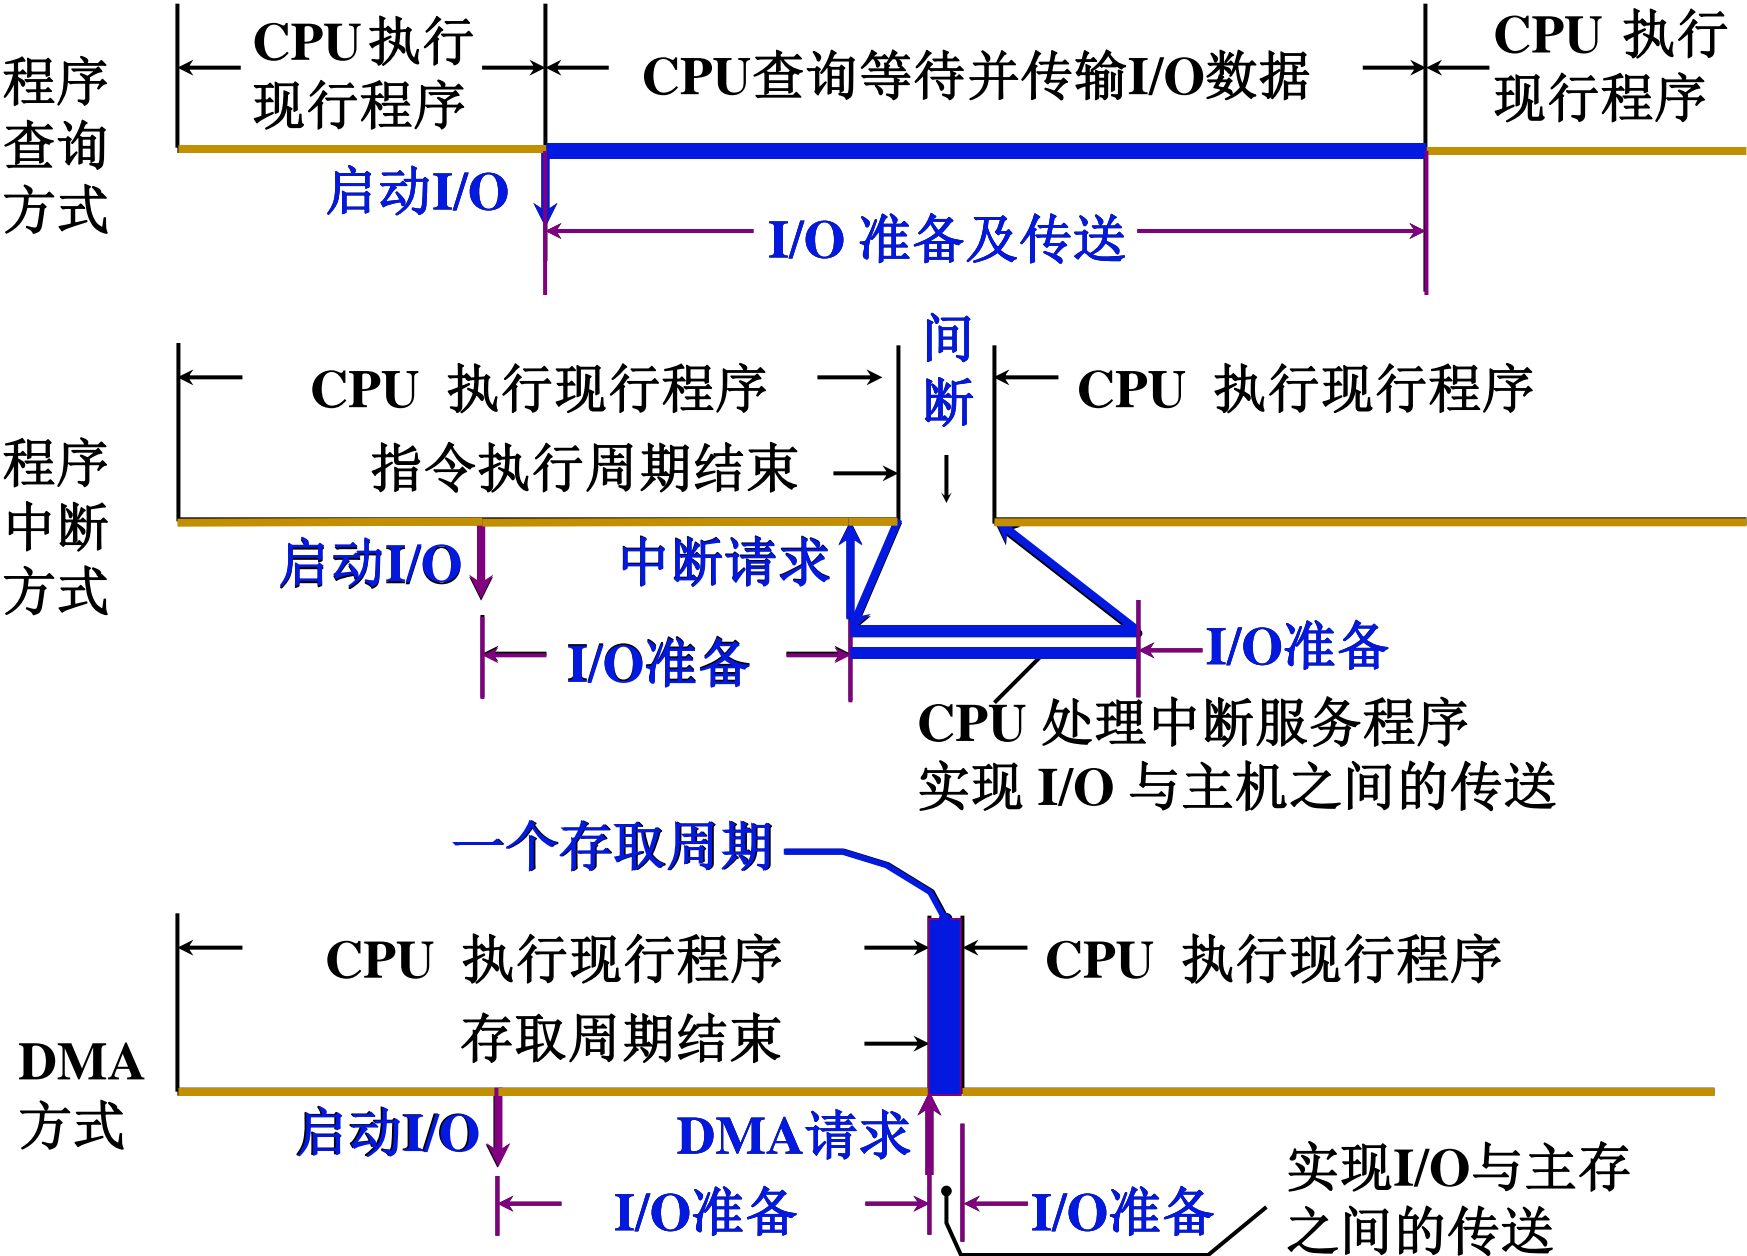 程序
查询
方式
CPU 执行
现行程序
CPU查询等待并传输I/O数据
CPU 执行
现行程序
启动I/O
I/O 准备及传送
程序
中断
方式
CPU 执行现行程序
指令执行周期结束
间
断
CPU 执行现行程序
启动I/O
中断请求
I/O准备
I/O准备
CPU 处理中断服务程序
实现 I/O 与主机之间的传送
DMA
方式
一个存取周期
CPU 执行现行程序
存取周期结束
CPU 执行现行程序
启动I/O
DMA请求
I/O准备
I/O准备
实现I/O与主存
之间的传送